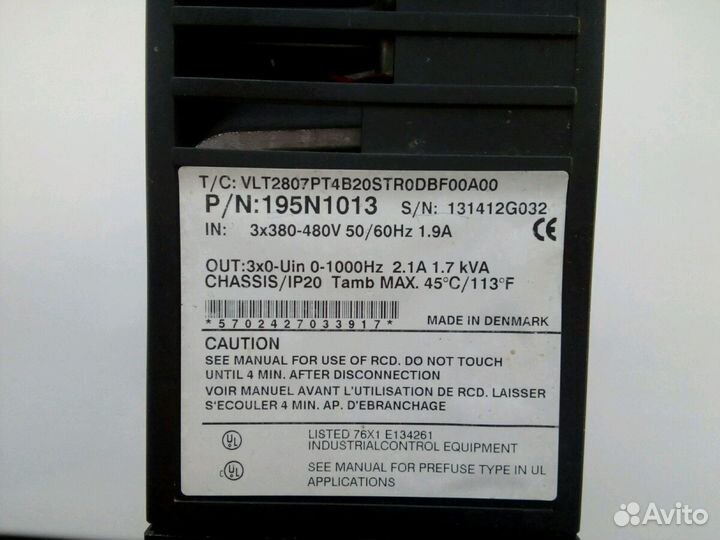 T/C: VLT2807PT4B20STR0DBF00A00
P/N:195N1013 S/N: 131412G032
IN: 3x380-480V 50/60Hz 1.9A
CE
OUT:3x0-Uin 0-1000Hz 2.1A 1.7 kVA
CHASSIS/IP20 Tamb MAX. 45°C/113°F
*5702427033917* MADE IN DENMARK
CAUTION
SEE MANUAL FOR USE OF RCD. DO NOT TOUCH
UNTIL 4 MIN. AFTER DISCONNECTION
VOIR MANUEL AVANT L'UTILISATION DE RCD. LAISSER
S'ECOULER 4 MIN. AP. D'EBRANCHAGE
UL LISTED 76X1 E134261
INDUSTRIALCONTROL EQUIPMENT
c UL SEE MANUAL FOR PREFUSE TYPE IN UL
APPLICATIONS
Avito